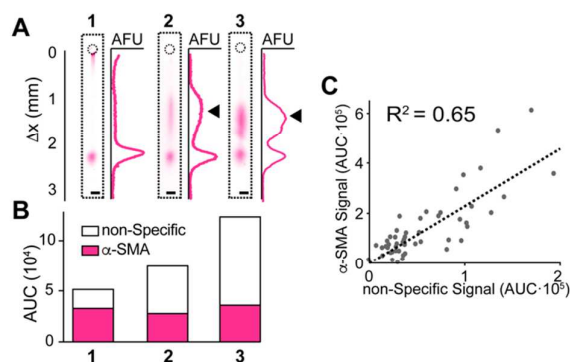 A
1
2
3
AFU
AFU
AFU
0
1
2
3
Δx (mm)
B
non-Specific
α-SMA
10
5
0
AUC (10⁴)
1
2
3
C
R² = 0.65
6
4
2
0
α-SMA Signal (AUC·10⁵)
0
1
2
non-Specific Signal (AUC·10⁵)